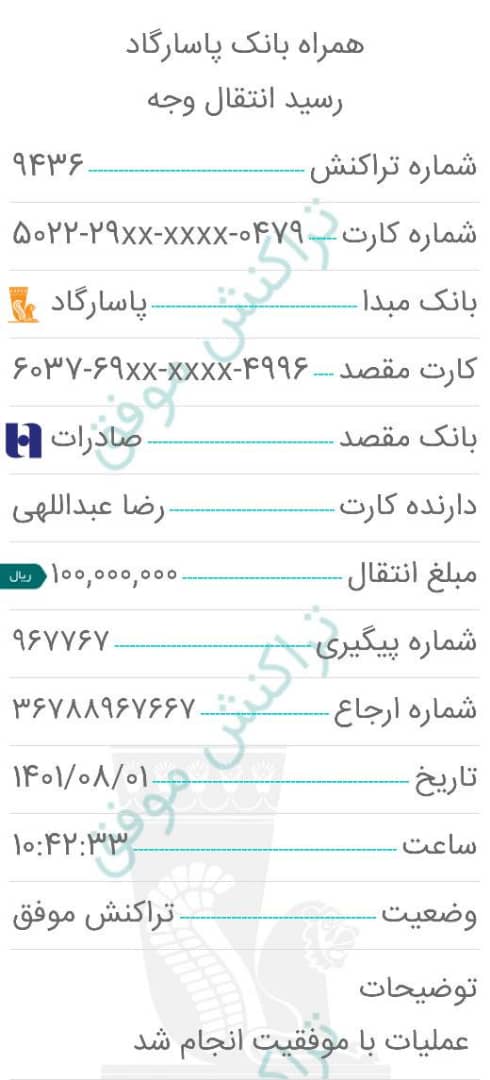 همراه بانک پاسارگاد
رسید انتقال وجه
شماره تراکنش ۹۴۳۶
شماره کارت ۵۰۲۲-۲۹xx-xxxx-۰۴۷۹
بانک مبدا پاسارگاد
کارت مقصد ۶۰۳۷-۶۹xx-xxxx-۴۹۹۶
بانک مقصد صادرات
دارنده کارت رضا عبداللهی
مبلغ انتقال ۱۰۰,۰۰۰,۰۰۰ ریال
شماره پیگیری ۹۶۷۷۶۷
شماره ارجاع ۳۶۷۸۸۹۶۷۶۶۷
تاریخ ۱۴۰۱/۰۸/۰۱
ساعت ۱۰:۴۲:۳۳
وضعیت تراکنش موفق
توضیحات
عملیات با موفقیت انجام شد
تراکنش موفق
تراکنش موفق